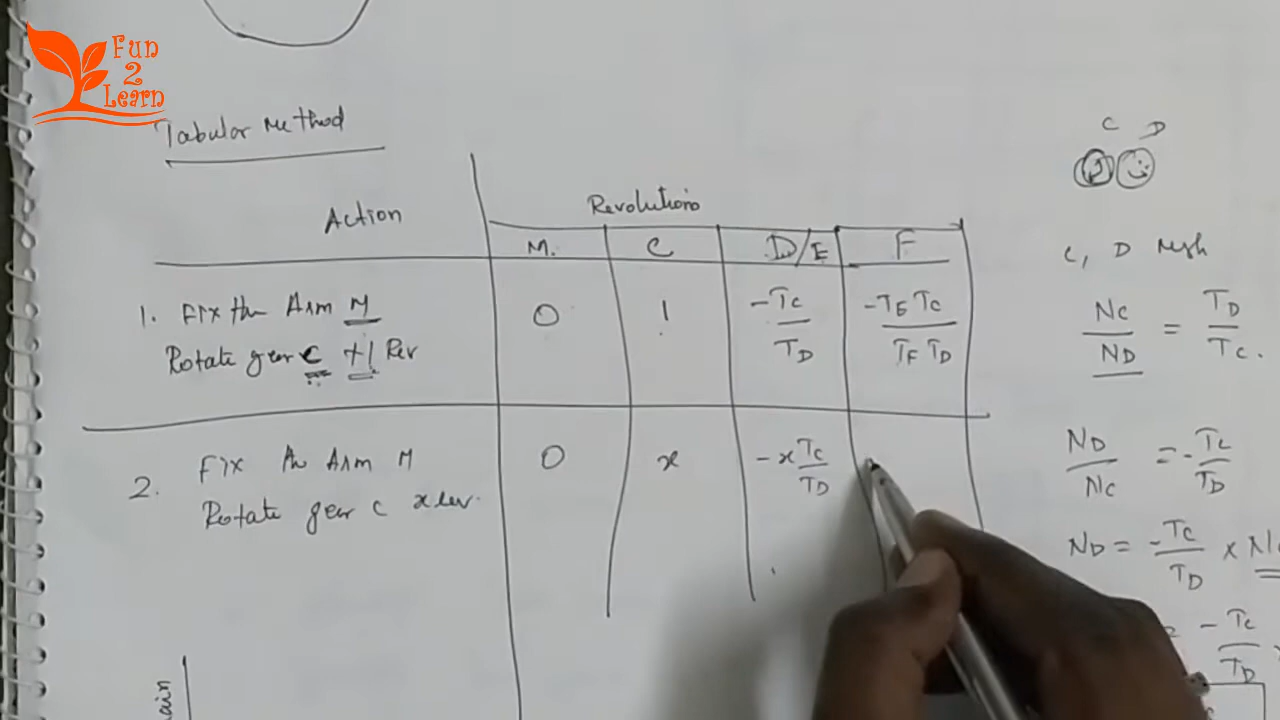 Fun
2
Learn
Tabular Method
Action
Revolutions
M.
C
D/E
F
1. Fix the Arm M
Rotate gear C +1 Rev
0
1
-TC
TD
-TE TC
TF TD
2. Fix the Arm M
Rotate gear C x rev.
0
x
-x TC
TD
C D
C, D mesh
NC = TD
ND TC.
ND = -TC
NC TD
ND = -TC ×
TD
-TC
TD